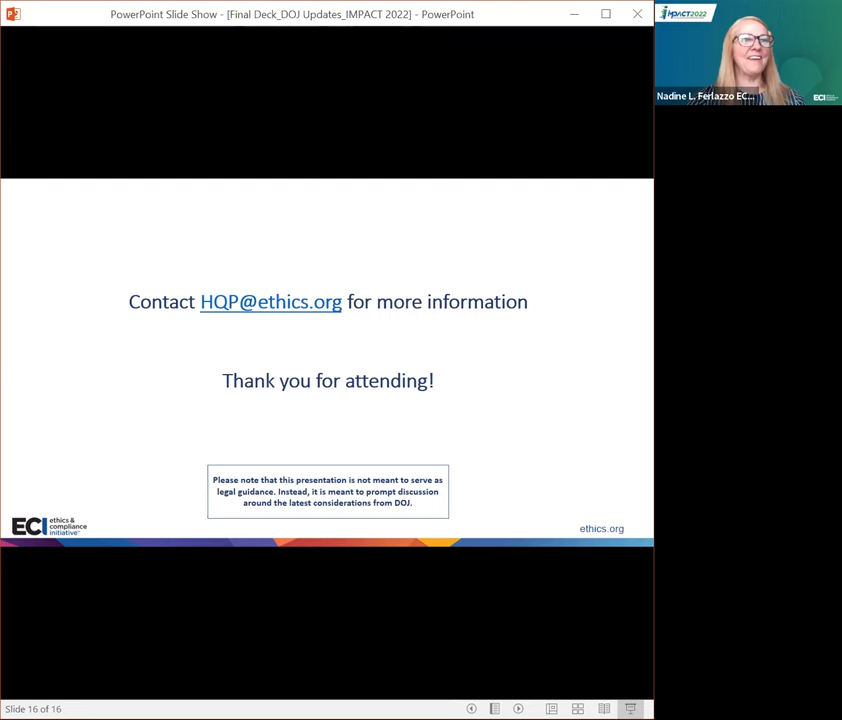 PowerPoint Slide Show - [Final Deck_DOJ Updates_IMPACT 2022] - PowerPoint
IMPACT2022
Nadine L. Ferlazzo EC...
ECI
Contact HQP@ethics.org for more information
Thank you for attending!
Please note that this presentation is not meant to serve as
legal guidance. Instead, it is meant to prompt discussion
around the latest considerations from DOJ.
ECI ethics &
compliance
initiative™
ethics.org
Slide 16 of 16